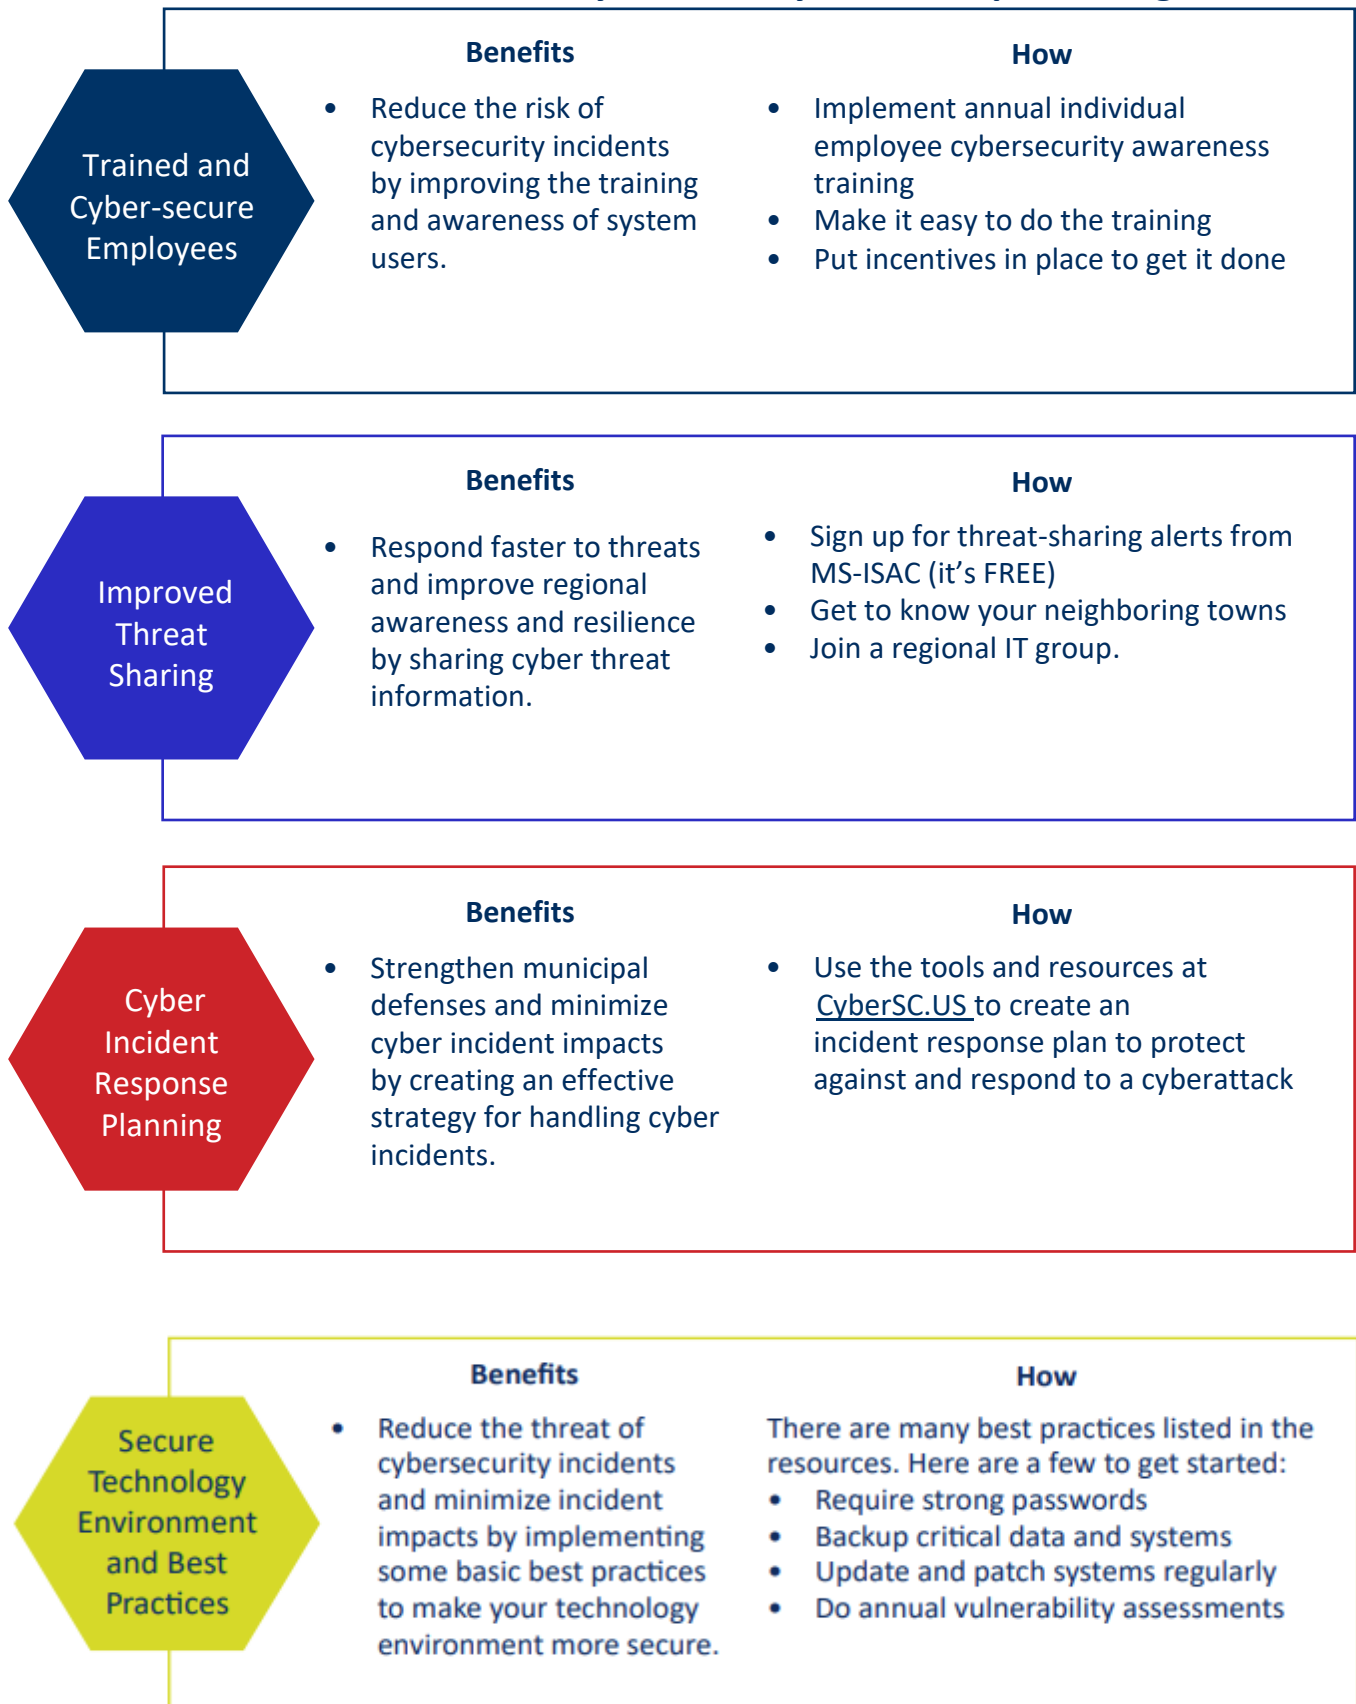 Trained and
Cyber-secure
Employees
Benefits
• Reduce the risk of
cybersecurity incidents
by improving the training
and awareness of system
users.
How
• Implement annual individual
employee cybersecurity awareness
training
• Make it easy to do the training
• Put incentives in place to get it done
Improved
Threat
Sharing
Benefits
• Respond faster to threats
and improve regional
awareness and resilience
by sharing cyber threat
information.
How
• Sign up for threat-sharing alerts from
MS-ISAC (it's FREE)
• Get to know your neighboring towns
• Join a regional IT group.
Cyber
Incident
Response
Planning
Benefits
• Strengthen municipal
defenses and minimize
cyber incident impacts
by creating an effective
strategy for handling cyber
incidents.
How
• Use the tools and resources at
CyberSC.US to create an
incident response plan to protect
against and respond to a cyberattack
Secure
Technology
Environment
and Best
Practices
Benefits
• Reduce the threat of
cybersecurity incidents
and minimize incident
impacts by implementing
some basic best practices
to make your technology
environment more secure.
How
There are many best practices listed in the
resources. Here are a few to get started:
• Require strong passwords
• Backup critical data and systems
• Update and patch systems regularly
• Do annual vulnerability assessments